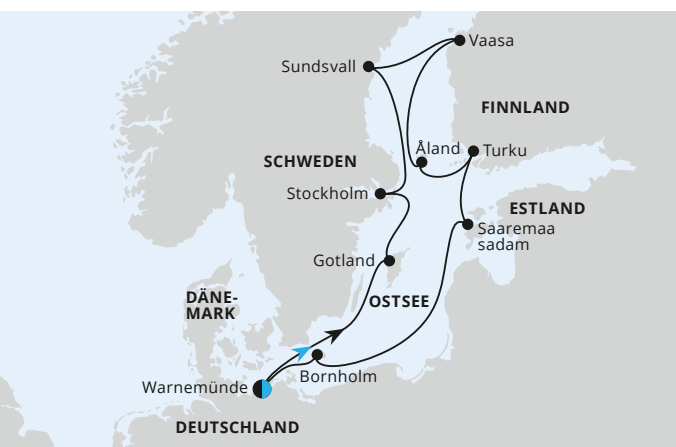 Vaasa
Sundsvall
FINNLAND
Åland
Turku
SCHWEDEN
Stockholm
ESTLAND
Saaremaa
sadam
Gotland
DÄNE-
MARK
OSTSEE
Bornholm
Warnemünde
DEUTSCHLAND